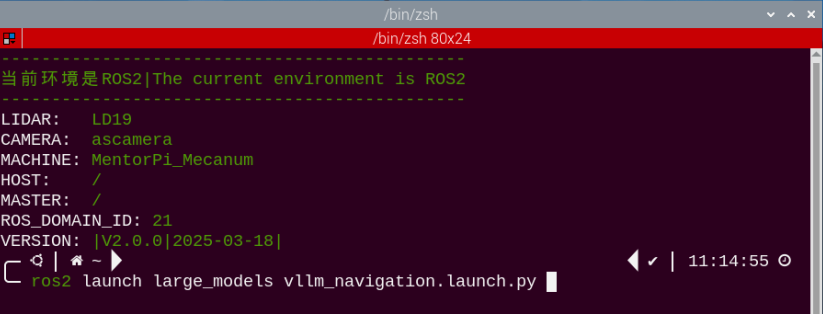 /bin/zsh
/bin/zsh 80x24
-----------------------------------------------
当前环境是ROS2|The current environment is ROS2
-----------------------------------------------
LIDAR: LD19
CAMERA: ascamera
MACHINE: MentorPi_Mecanum
HOST: /
MASTER: /
ROS_DOMAIN_ID: 21
VERSION: |V2.0.0|2025-03-18|
~ ✔ 11:14:55
ros2 launch large_models vllm_navigation.launch.py